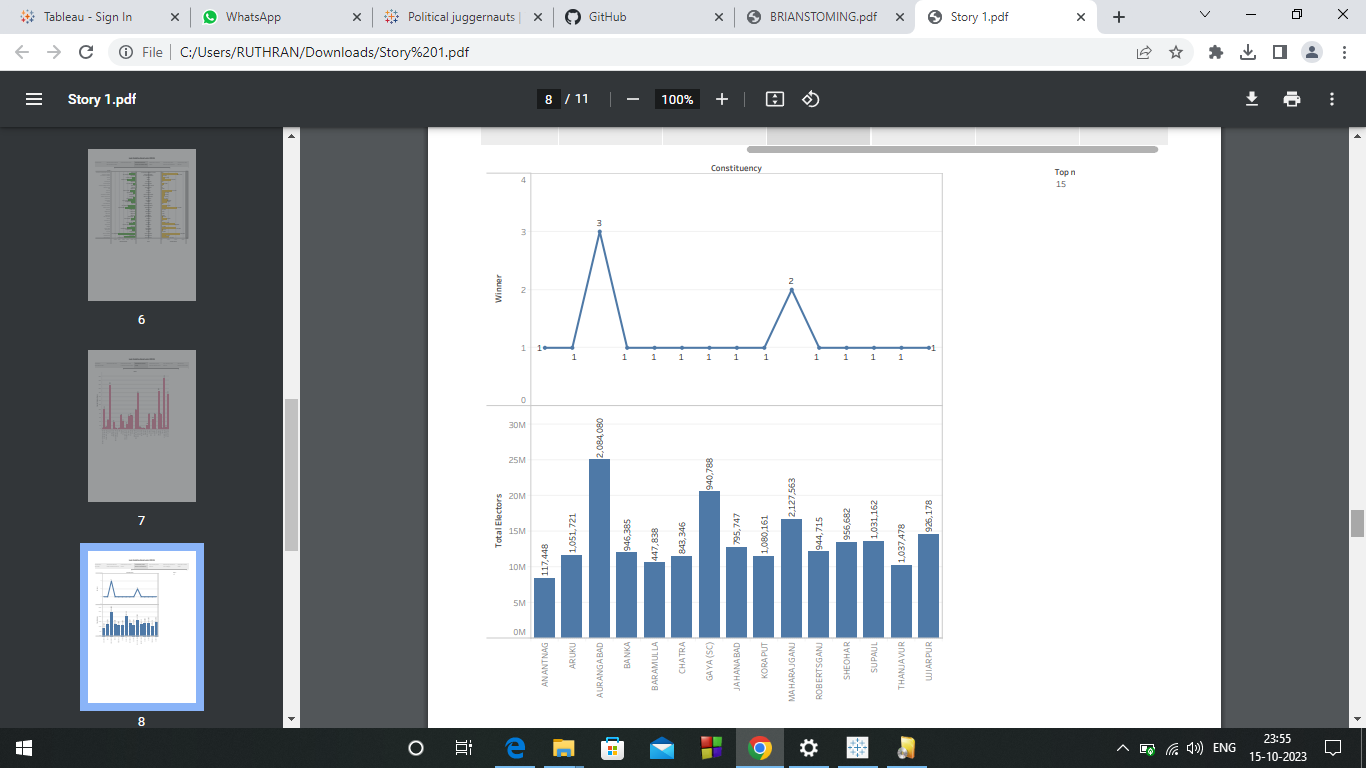 Tableau - Sign In
WhatsApp
Political juggernauts |
GitHub
BRIANSTOMING.pdf
Story 1.pdf
File
C:/Users/RUTHRAN/Downloads/Story%201.pdf
Story 1.pdf
8 / 11
100%
6
7
8
Constituency
Top n
15
Winner
4
3
2
1
0
1
1
3
1
1
1
1
1
1
2
1
1
1
1
1
Total Electors
30M
25M
20M
15M
10M
5M
0M
117,448
1,051,721
2,084,080
946,385
447,838
843,346
940,788
795,747
1,080,161
2,127,563
944,715
956,682
1,031,162
1,037,478
926,178
ANANTNAG
ARUKU
AURANGABAD
BANKA
BARAMULLA
CHATRA
GAYA (SC)
JAHANABAD
KORAPUT
MAHARAJGANJ
ROBERTSGANJ
SHEOHAR
SUPAUL
THANJAVUR
UJIARPUR
ENG
23:55
15-10-2023